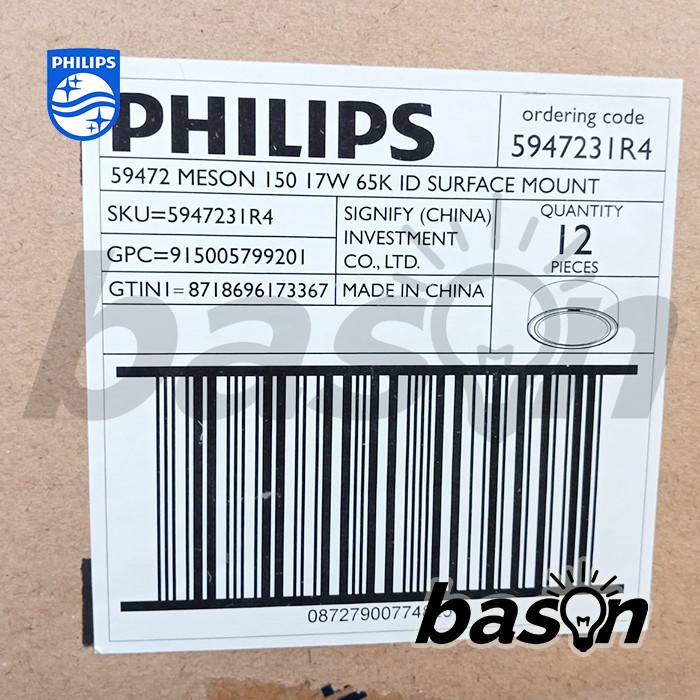 PHILIPS
PHILIPS
ordering code
5947231R4
59472 MESON 150 17W 65K ID SURFACE MOUNT
SKU=5947231R4
GPC=915005799201
GTIN1=8718696173367
SIGNIFY (CHINA)
INVESTMENT
CO., LTD.
MADE IN CHINA
QUANTITY
12
PIECES
bason
bason